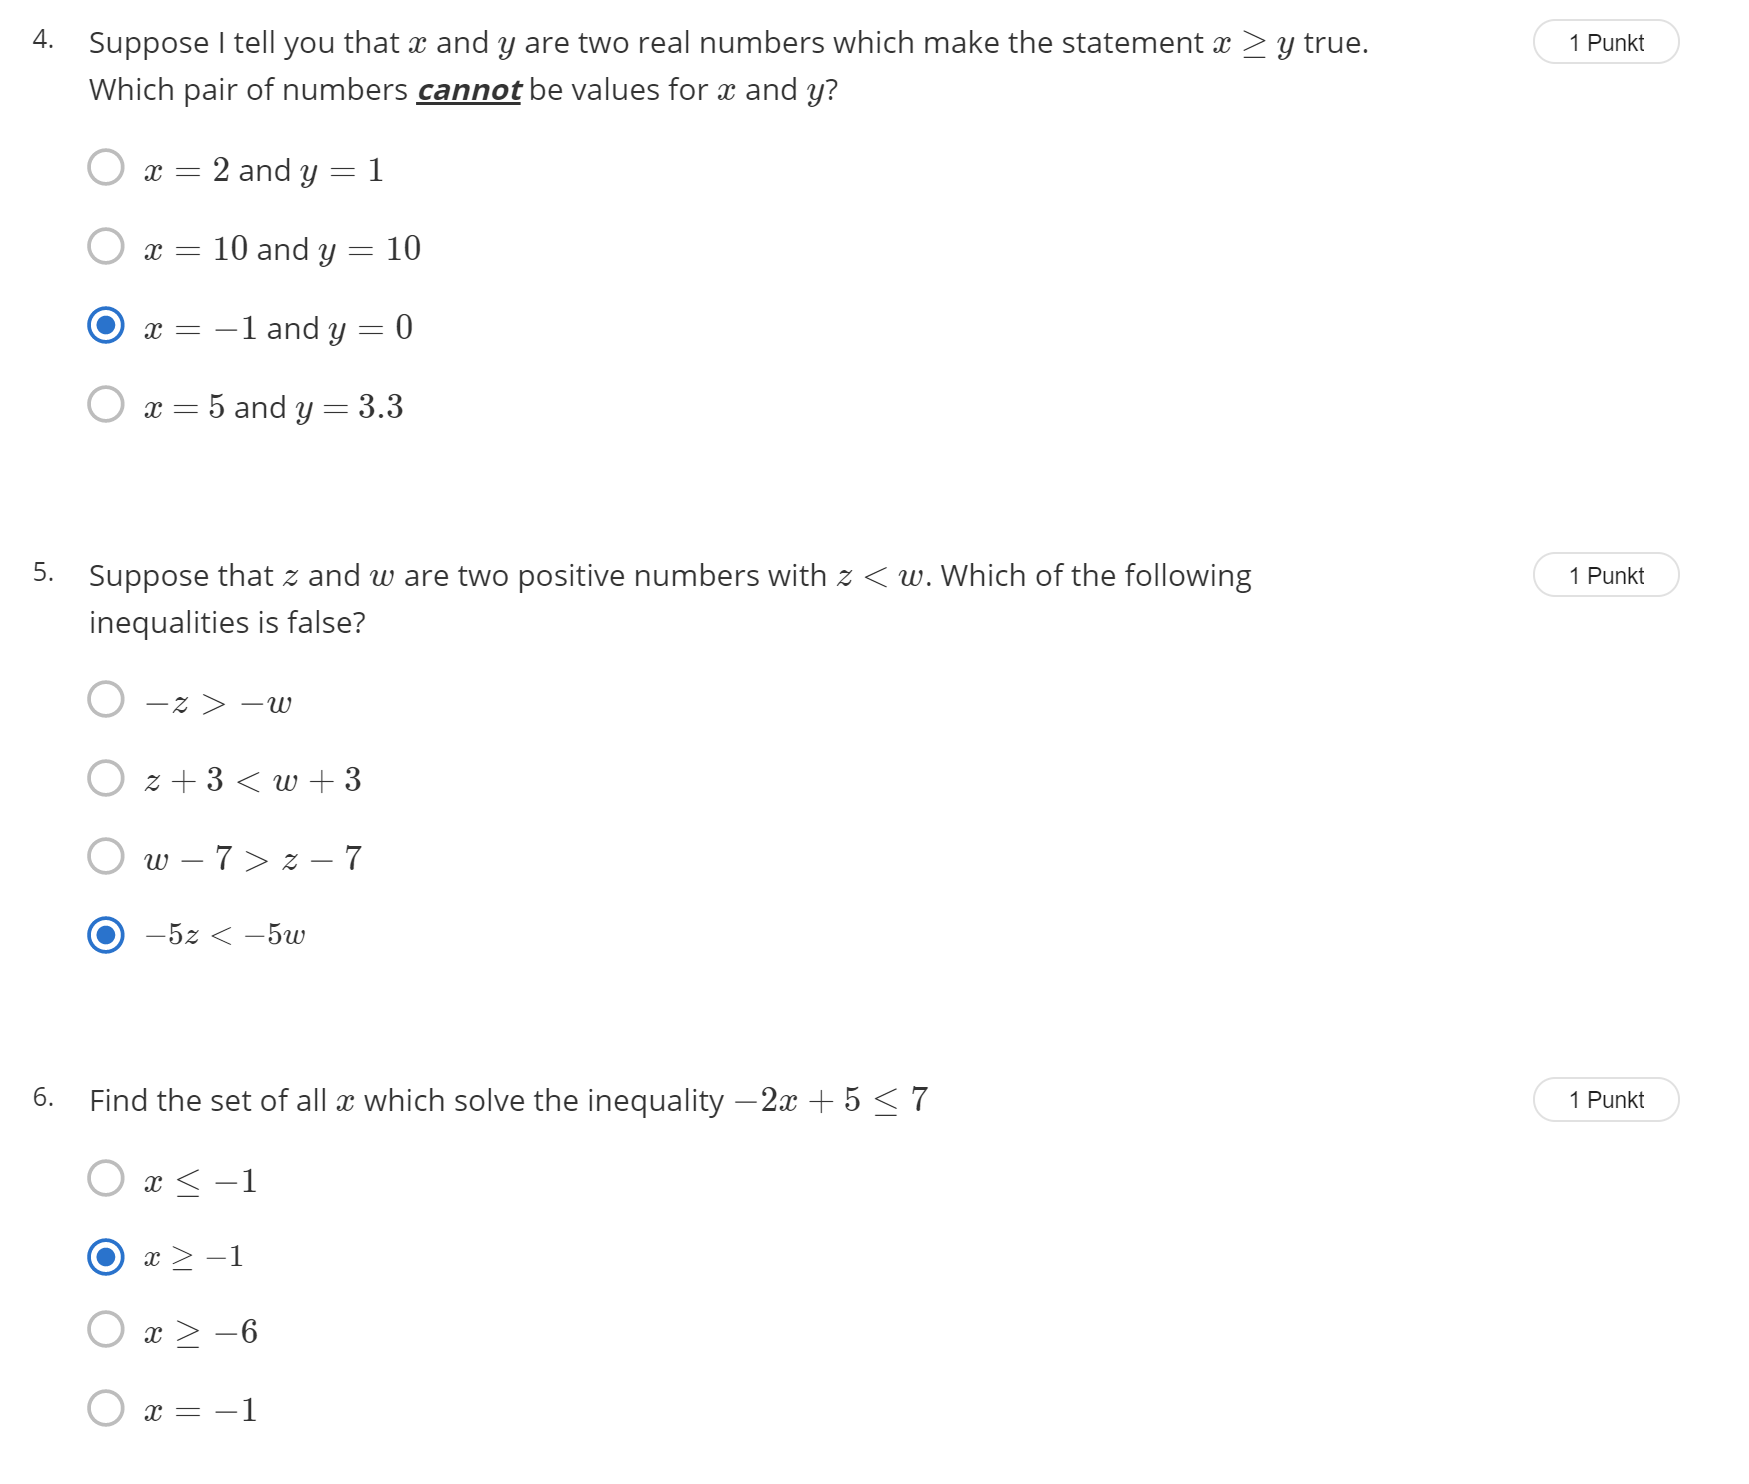 4. Suppose I tell you that x and y are two real numbers which make the statement x ≥ y true. 1 Punkt
Which pair of numbers cannot be values for x and y?
x = 2 and y = 1
x = 10 and y = 10
x = −1 and y = 0
x = 5 and y = 3.3
5. Suppose that z and w are two positive numbers with z < w. Which of the following 1 Punkt
inequalities is false?
−z > −w
z + 3 < w + 3
w − 7 > z − 7
−5z < −5w
6. Find the set of all x which solve the inequality −2x + 5 ≤ 7 1 Punkt
x ≤ −1
x ≥ −1
x ≥ −6
x = −1